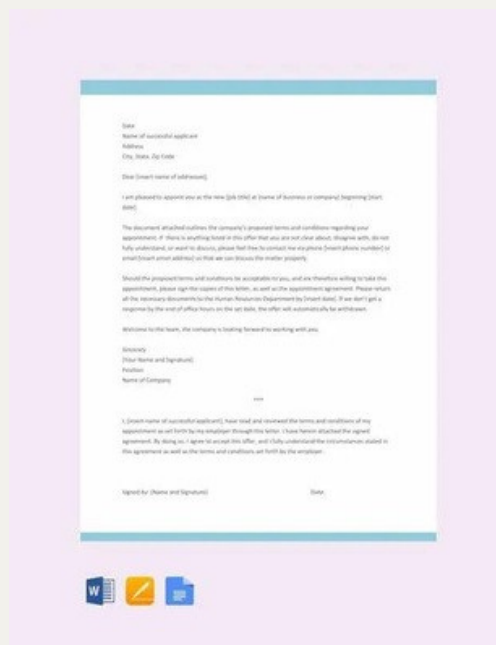 Date
Name of successful applicant
Address
City, State, Zip Code
Dear [insert name of addressee],
I am pleased to appoint you as the new [job title] at [name of business or company] beginning [start
date].
The document attached outlines the company's proposed terms and conditions regarding your
appointment. If there is anything listed in this offer that you are not clear about, disagree with, do not
fully understand, or want to discuss, please feel free to contact me via phone [insert phone number] or
email [insert email address] so that we can discuss the matter properly.
Should the proposed terms and conditions be acceptable to you, and are therefore willing to take this
appointment, please sign the copies of this letter, as well as the appointment agreement. Please return
all the necessary documents to the Human Resources Department by [insert date]. If we don't get a
response by the end of office hours on the set date, the offer will automatically be withdrawn.
Welcome to the team, the company is looking forward to working with you.
Sincerely
[Your Name and Signature]
Position
Name of Company
****
I, [insert name of successful applicant], have read and reviewed the terms and conditions of my
appointment as set forth by my employer through this letter. I have herein attached the signed
agreement. By doing so, I agree to accept this offer, and I fully understand the circumstances stated in
this agreement as well as the terms and conditions set forth by the employer.
Signed by: [Name and Signature] Date:
W